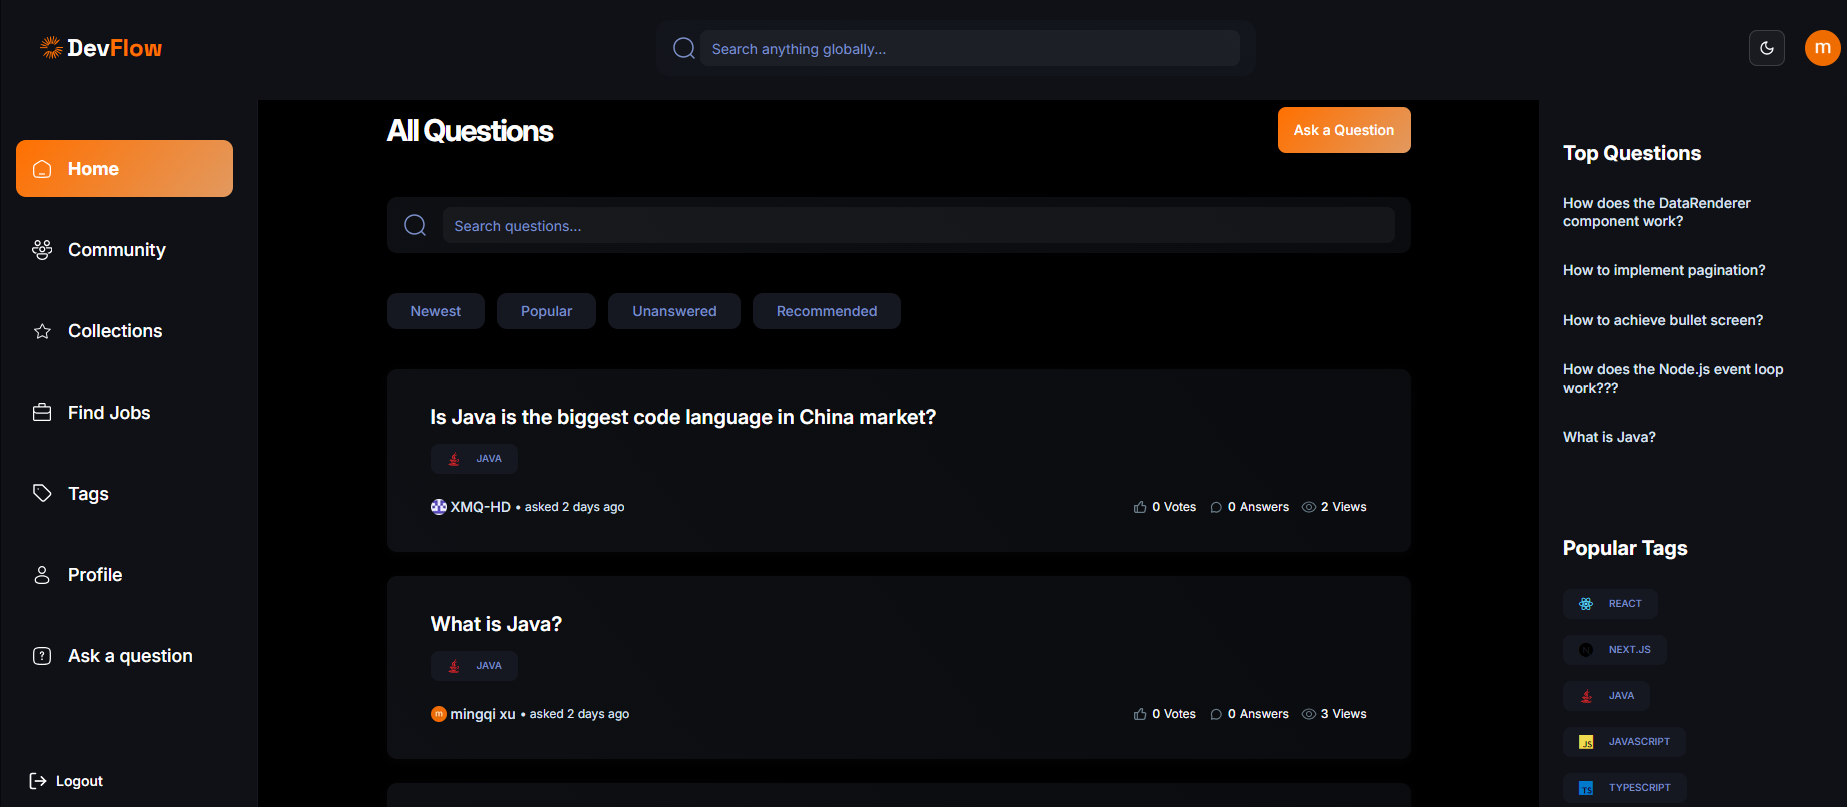 DevFlow
Search anything globally...
m
Home
Community
Collections
Find Jobs
Tags
Profile
Ask a question
Logout
All Questions
Ask a Question
Search questions...
Newest
Popular
Unanswered
Recommended
Is Java is the biggest code language in China market?
JAVA
XMQ-HD • asked 2 days ago
0 Votes
0 Answers
2 Views
What is Java?
JAVA
m mingqi xu • asked 2 days ago
0 Votes
0 Answers
3 Views
Top Questions
How does the DataRenderer
component work?
How to implement pagination?
How to achieve bullet screen?
How does the Node.js event loop
work???
What is Java?
Popular Tags
REACT
NEXT.JS
JAVA
JS JAVASCRIPT
TS TYPESCRIPT